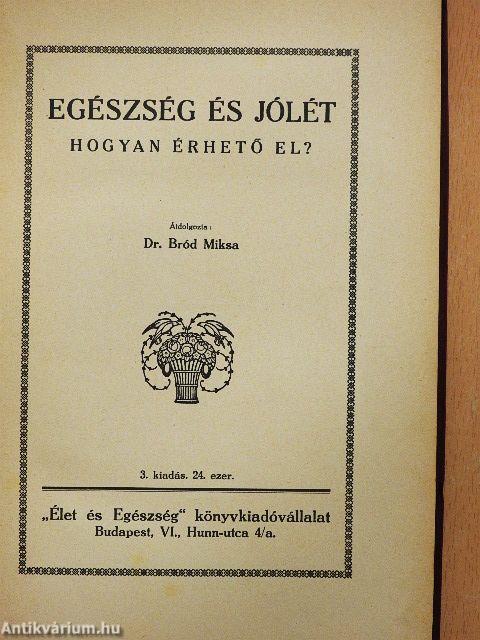 EGÉSZSÉG ÉS JÓLÉT
HOGYAN ÉRHETŐ EL?
Átdolgozta:
Dr. Bród Miksa
3. kiadás. 24. ezer.
„Élet és Egészség“ könyvkiadóvállalat
Budapest, VI., Hunn-utca 4/a.
Antikvárium.hu